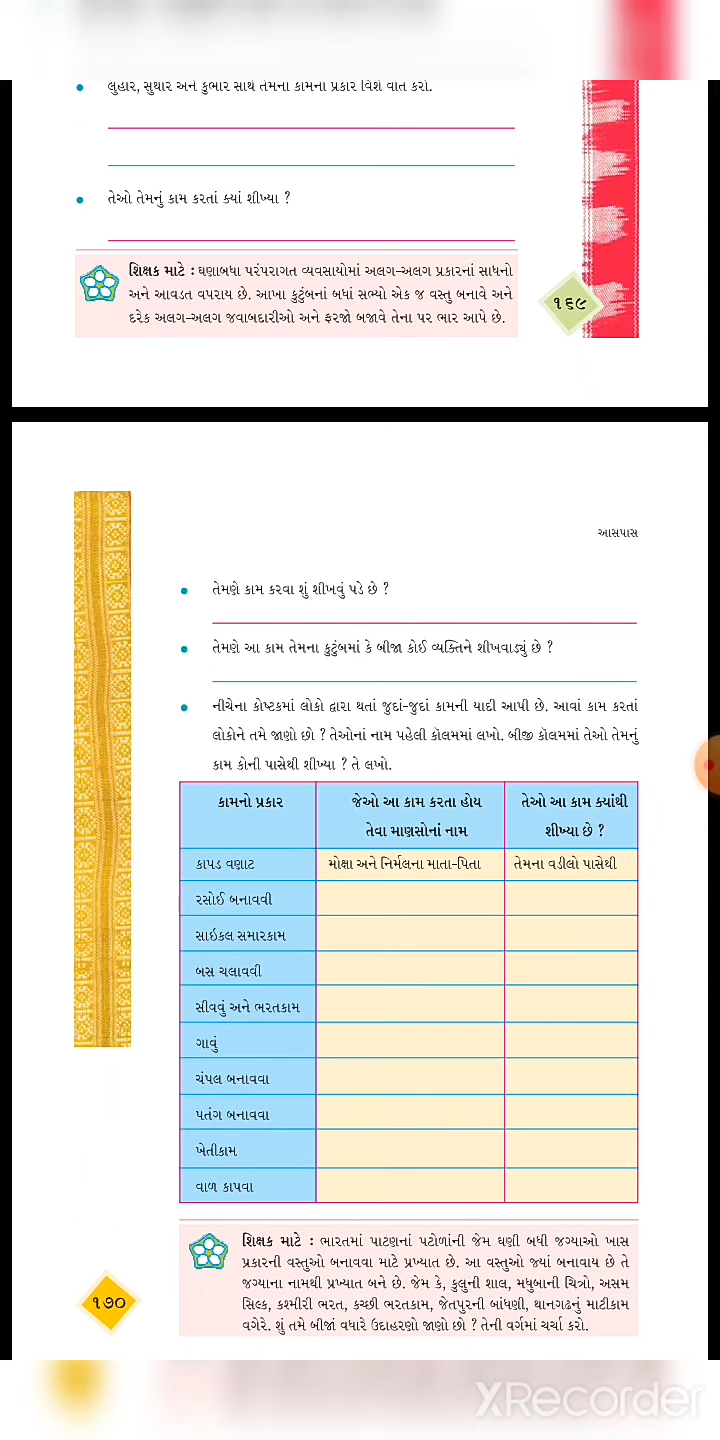 લુહાર, સુથાર અને કુંભાર સાથે તેમના કામના પ્રકાર વિશે વાત કરો.
તેઓ તેમનું કામ કરતાં ક્યાં શીખ્યા ?
શિક્ષક માટે : ઘણાબધા પરંપરાગત વ્યવસાયોમાં અલગ-અલગ પ્રકારનાં સાધનો
અને આવડત વપરાય છે. આખા કુટુંબનાં બધાં સભ્યો એક જ વસ્તુ બનાવે અને
દરેક અલગ-અલગ જવાબદારીઓ અને ફરજો બજાવે તેના પર ભાર આપે છે.
૧૬૯
આસપાસ
તેમણે કામ કરવા શું શીખવું પડે છે ?
તેમણે આ કામ તેમના કુટુંબમાં કે બીજા કોઈ વ્યક્તિને શીખવાડ્યું છે ?
નીચેના કોષ્ટકમાં લોકો દ્વારા થતાં જુદાં-જુદાં કામની યાદી આપી છે. આવાં કામ કરતાં
લોકોને તમે જાણો છો ? તેઓનાં નામ પહેલી કૉલમમાં લખો. બીજી કૉલમમાં તેઓ તેમનું
કામ કોની પાસેથી શીખ્યા ? તે લખો.
કામનો પ્રકાર જેઓ આ કામ કરતા હોય તેઓ આ કામ ક્યાંથી
તેવા માણસોનાં નામ શીખ્યા છે ?
કાપડ વણાટ મોક્ષા અને નિર્મલના માતા-પિતા તેમના વડીલો પાસેથી
રસોઈ બનાવવી
સાઇકલ સમારકામ
બસ ચલાવવી
સીવવું અને ભરતકામ
ગાવું
ચંપલ બનાવવા
પતંગ બનાવવા
ખેતીકામ
વાળ કાપવા
શિક્ષક માટે : ભારતમાં પાટણનાં પટોળાંની જેમ ઘણી બધી જગ્યાઓ ખાસ
પ્રકારની વસ્તુઓ બનાવવા માટે પ્રખ્યાત છે. આ વસ્તુઓ જ્યાં બનાવાય છે તે
જગ્યાના નામથી પ્રખ્યાત બને છે. જેમ કે, કુલુની શાલ, મધુબાની ચિત્રો, અસમ
સિલ્ક, કશ્મીરી ભરત, કચ્છી ભરતકામ, જેતપુરની બાંધણી, થાનગઢનું માટીકામ
વગેરે. શું તમે બીજાં વધારે ઉદાહરણો જાણો છો ? તેની વર્ગમાં ચર્ચા કરો.
૧૭૦
XRecorder